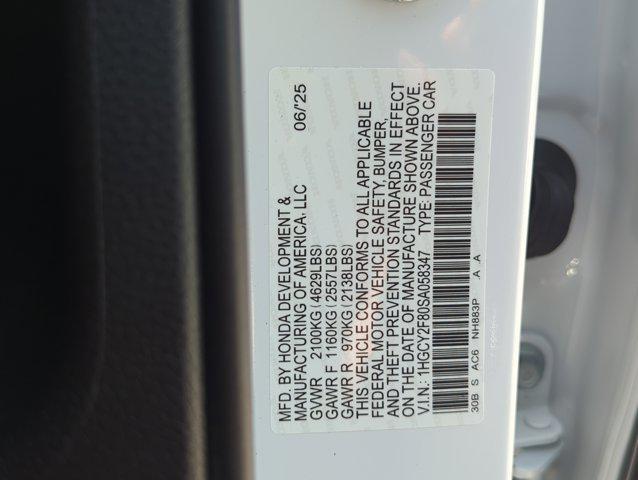 MFD. BY HONDA DEVELOPMENT & 06/'25
MANUFACTURING OF AMERICA, LLC
GVWR 2100KG (4629LBS)
GAWR F 1160KG (2557LBS)
GAWR R 970KG (2138LBS)
THIS VEHICLE CONFORMS TO ALL APPLICABLE
FEDERAL MOTOR VEHICLE SAFETY, BUMPER,
AND THEFT PREVENTION STANDARDS IN EFFECT
ON THE DATE OF MANUFACTURE SHOWN ABOVE.
V.I.N.: 1HGCY2F80SA058347 TYPE: PASSENGER CAR
30B S AC6 NH883P A A